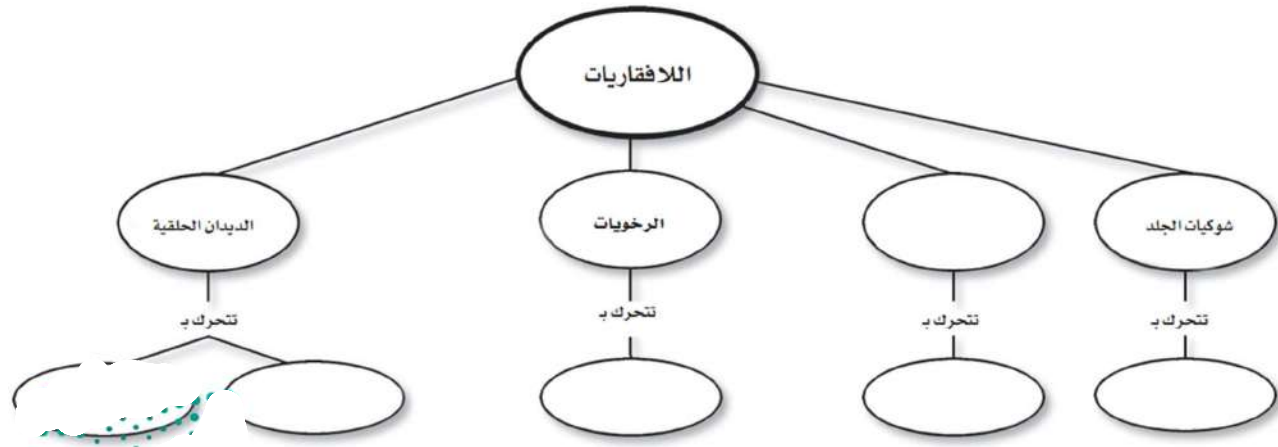 اللافقاريات
شوكيات الجلد
الرخويات
الديدان الحلقية
تتحرك بـ
تتحرك بـ
تتحرك بـ
تتحرك بـ